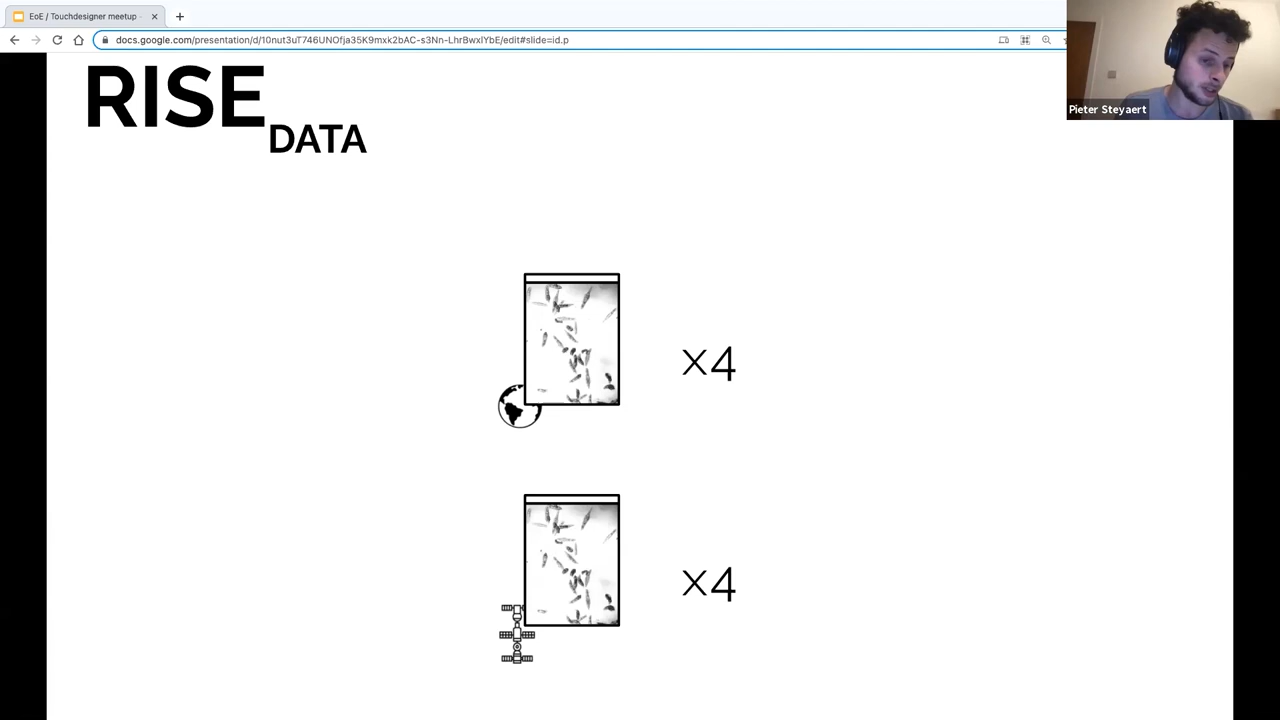 EoE / Touchdesigner meetup
docs.google.com/presentation/d/10nut3uT746UNOfja35K9mxk2bAC-s3Nn-LhrBwxlYbE/edit#slide=id.p
Pieter Steyaert
RISE
DATA
x4
x4